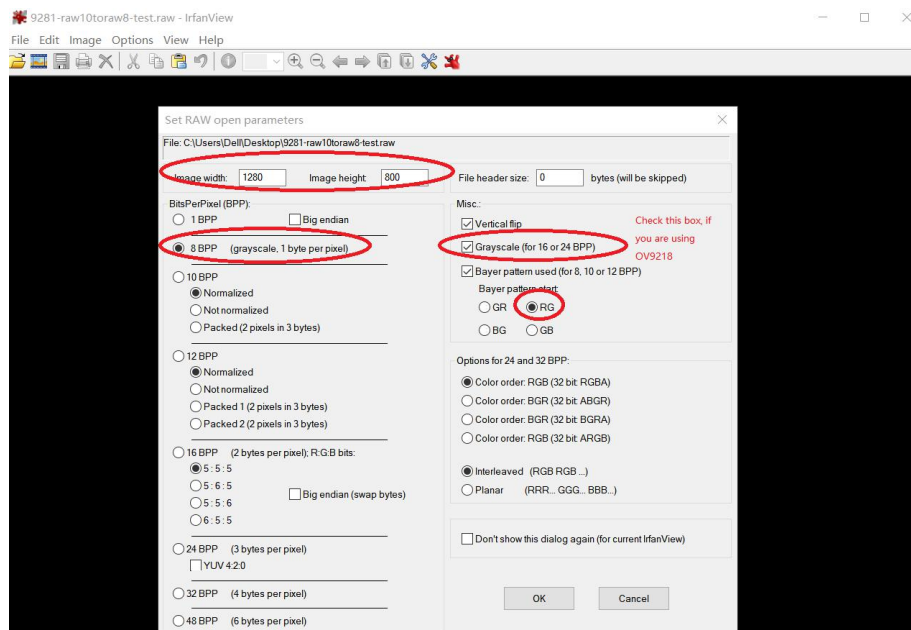 9281-raw10toraw8-test.raw - IrfanView
File Edit Image Options View Help
Set RAW open parameters
File: C:\Users\Dell\Desktop\9281-raw10toraw8-test.raw
Image width: 1280 Image height: 800
File header size: 0 bytes (will be skipped)
BitsPerPixel (BPP):
1 BPP Big endian
8 BPP (grayscale, 1 byte per pixel)
10 BPP
Normalized
Not normalized
Packed (2 pixels in 3 bytes)
12 BPP
Normalized
Not normalized
Packed 1 (2 pixels in 3 bytes)
Packed 2 (2 pixels in 3 bytes)
16 BPP (2 bytes per pixel); R:G:B bits:
5 : 5 : 5
5 : 6 : 5
5 : 5 : 6
6 : 5 : 5
Big endian (swap bytes)
24 BPP (3 bytes per pixel)
YUV 4:2:0
32 BPP (4 bytes per pixel)
48 BPP (6 bytes per pixel)
Misc.:
Vertical flip
Grayscale (for 16 or 24 BPP)
Bayer pattern used (for 8, 10 or 12 BPP)
Bayer pattern start:
GR RG
BG GB
Check this box, if
you are using
OV9218
Options for 24 and 32 BPP:
Color order: RGB (32 bit: RGBA)
Color order: BGR (32 bit: ABGR)
Color order: BGR (32 bit: BGRA)
Color order: RGB (32 bit: ARGB)
Interleaved (RGB RGB ...)
Planar (RRR... GGG... BBB...)
Don't show this dialog again (for current IrfanView)
OK Cancel